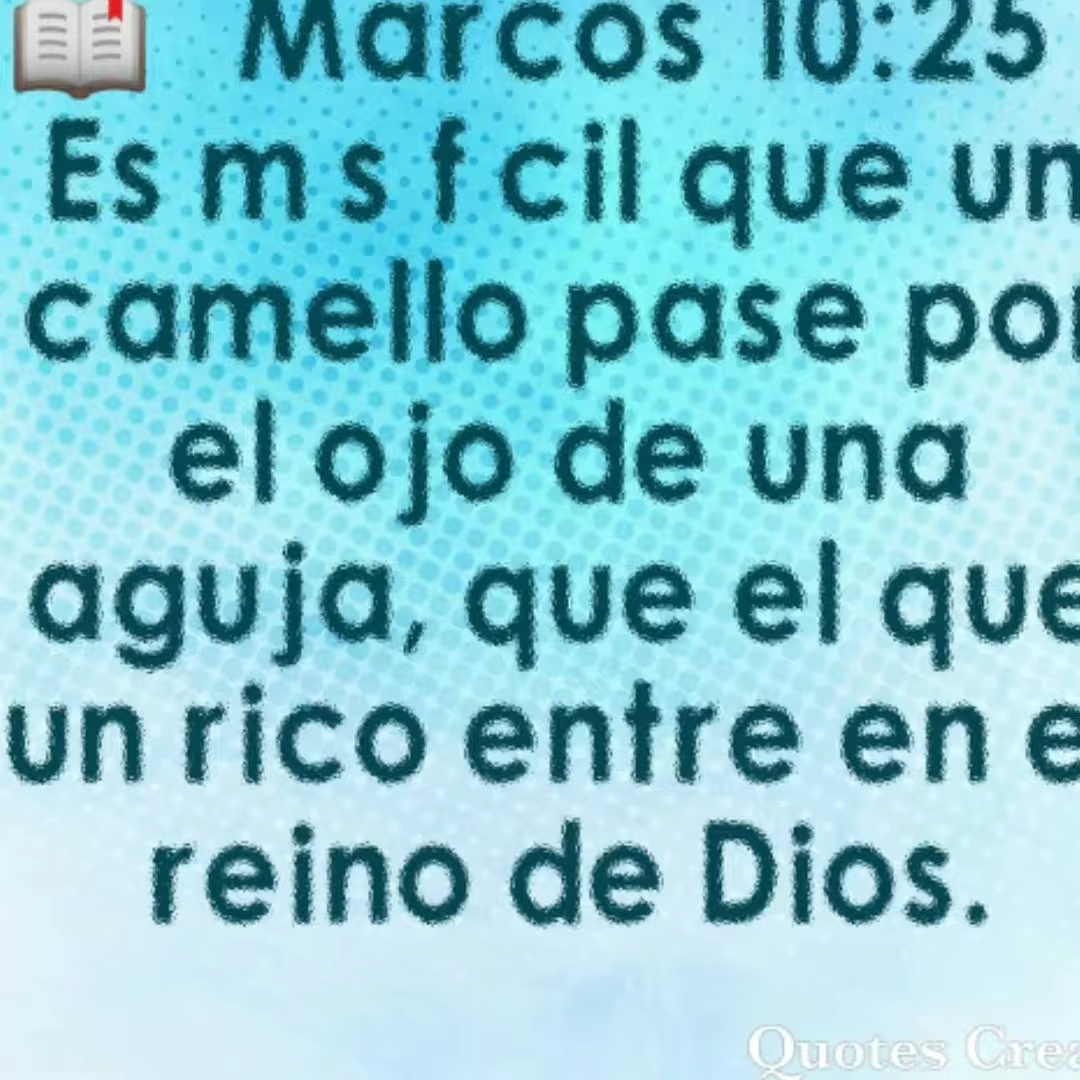 Marcos 10:25
Es m s f cil que un
camello pase por
el ojo de una
aguja, que el que
un rico entre en e
reino de Dios.
Quotes Crea